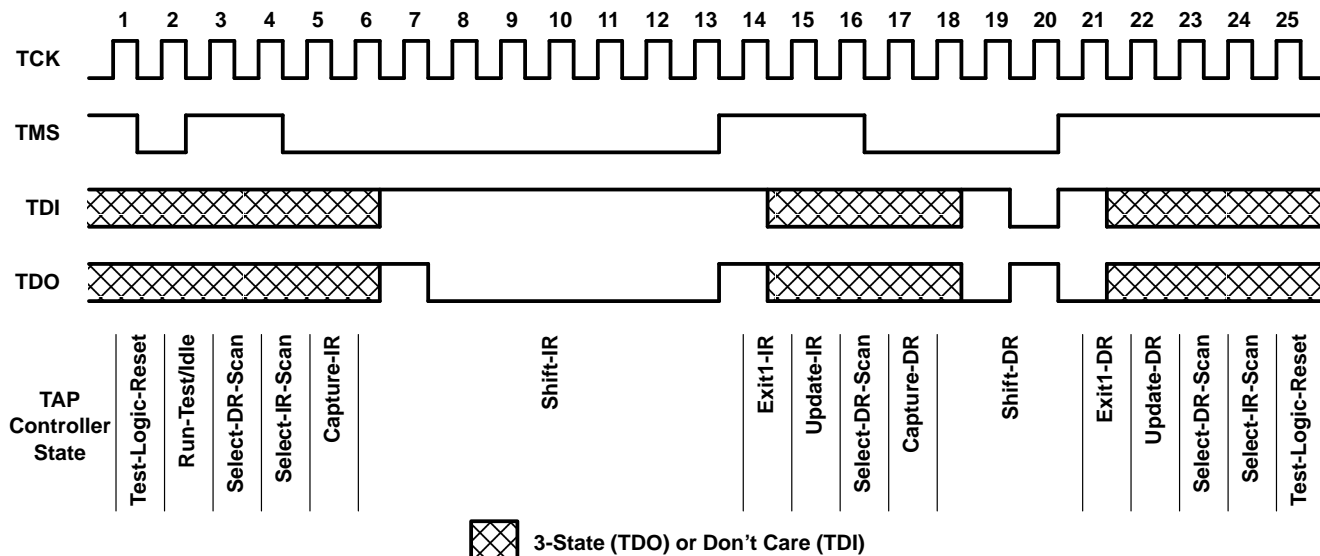 1 2 3 4 5 6 7 8 9 10 11 12 13 14 15 16 17 18 19 20 21 22 23 24 25
TCK
TMS
TDI
TDO
TAP
Controller
State
Test-Logic-Reset
Run-Test/Idle
Select-DR-Scan
Select-IR-Scan
Capture-IR
Shift-IR
Exit1-IR
Update-IR
Select-DR-Scan
Capture-DR
Shift-DR
Exit1-DR
Update-DR
Select-DR-Scan
Select-IR-Scan
Test-Logic-Reset
3-State (TDO) or Don’t Care (TDI)